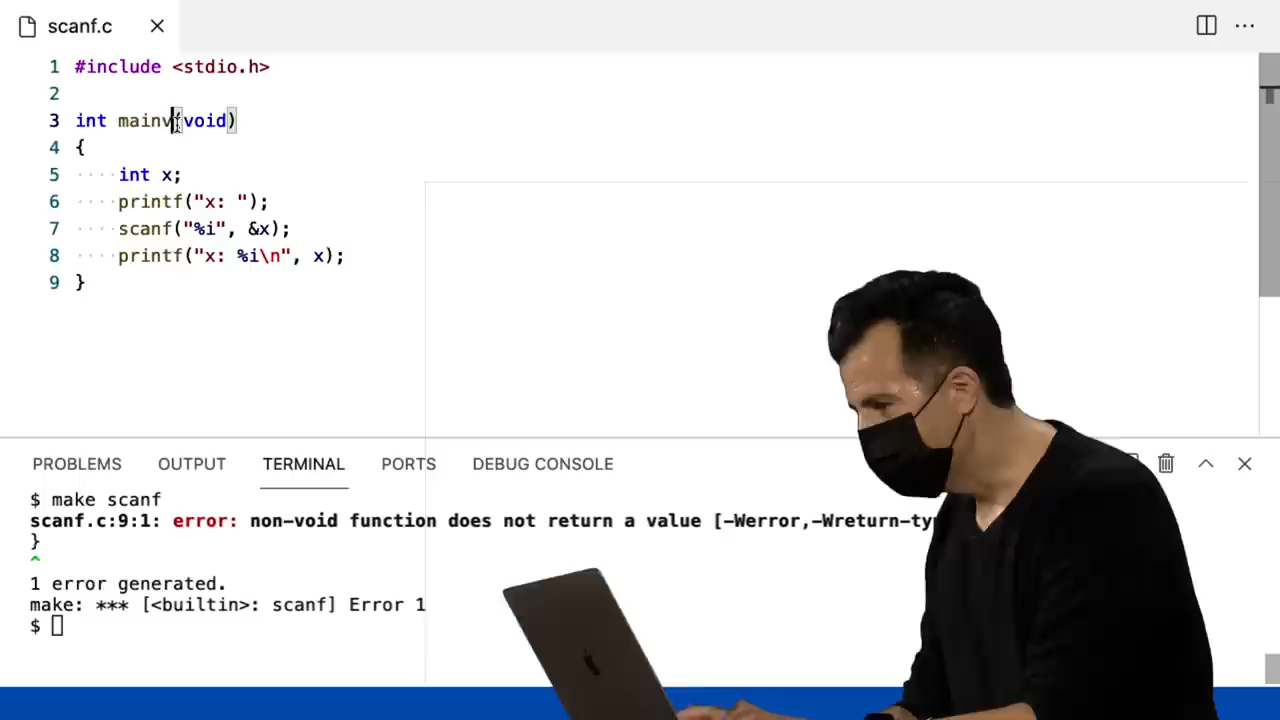 scanf.c
1 #include <stdio.h>
2
3 int mainv(void)
4 {
5 ···· int x;
6 ···· printf("x: ");
7 ···· scanf("%i", &x);
8 ···· printf("x: %i\n", x);
9 }
PROBLEMS OUTPUT TERMINAL PORTS DEBUG CONSOLE
$ make scanf
scanf.c:9:1: error: non-void function does not return a value [-Werror,-Wreturn-ty
}
^
1 error generated.
make: *** [<builtin>: scanf] Error 1
$